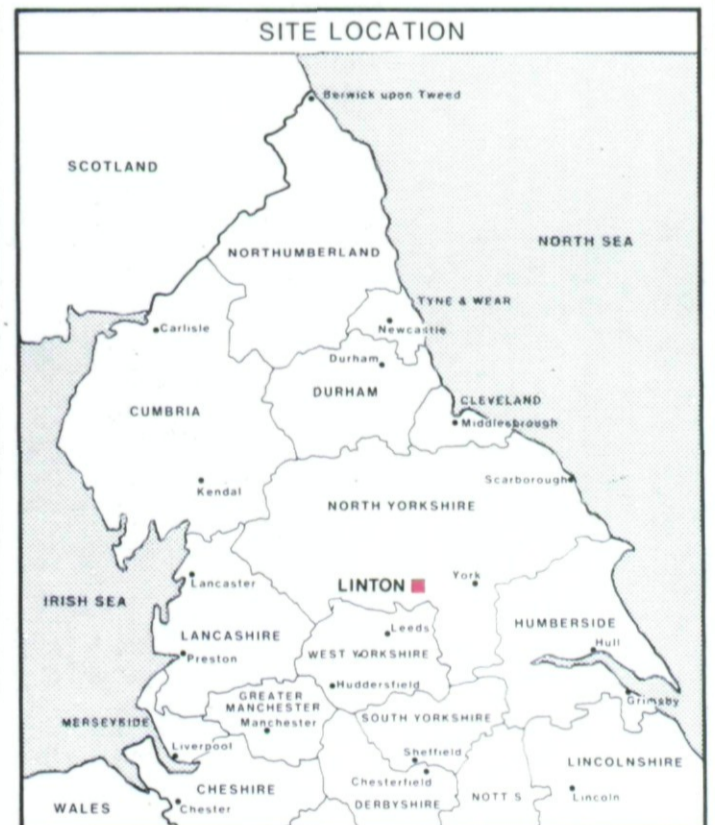 SITE LOCATION
Berwick upon Tweed
SCOTLAND
NORTH SEA
NORTHUMBERLAND
TYNE & WEAR
Carlisle
Newcastle
Durham
DURHAM
CLEVELAND
CUMBRIA
Middlesbrough
Scarborough
Kendal
NORTH YORKSHIRE
York
Lancaster
LINTON
IRISH SEA
HUMBERSIDE
Leeds
LANCASHIRE
Hull
WEST YORKSHIRE
Preston
Huddersfield
GREATER
MANCHESTER
Grimsby
SOUTH YORKSHIRE
MERSEYSIDE
Manchester
Liverpool
Sheffield
LINCOLNSHIRE
Chesterfield
CHESHIRE
NOTT S
Lincoln
DERBYSHIRE
WALES
Chester